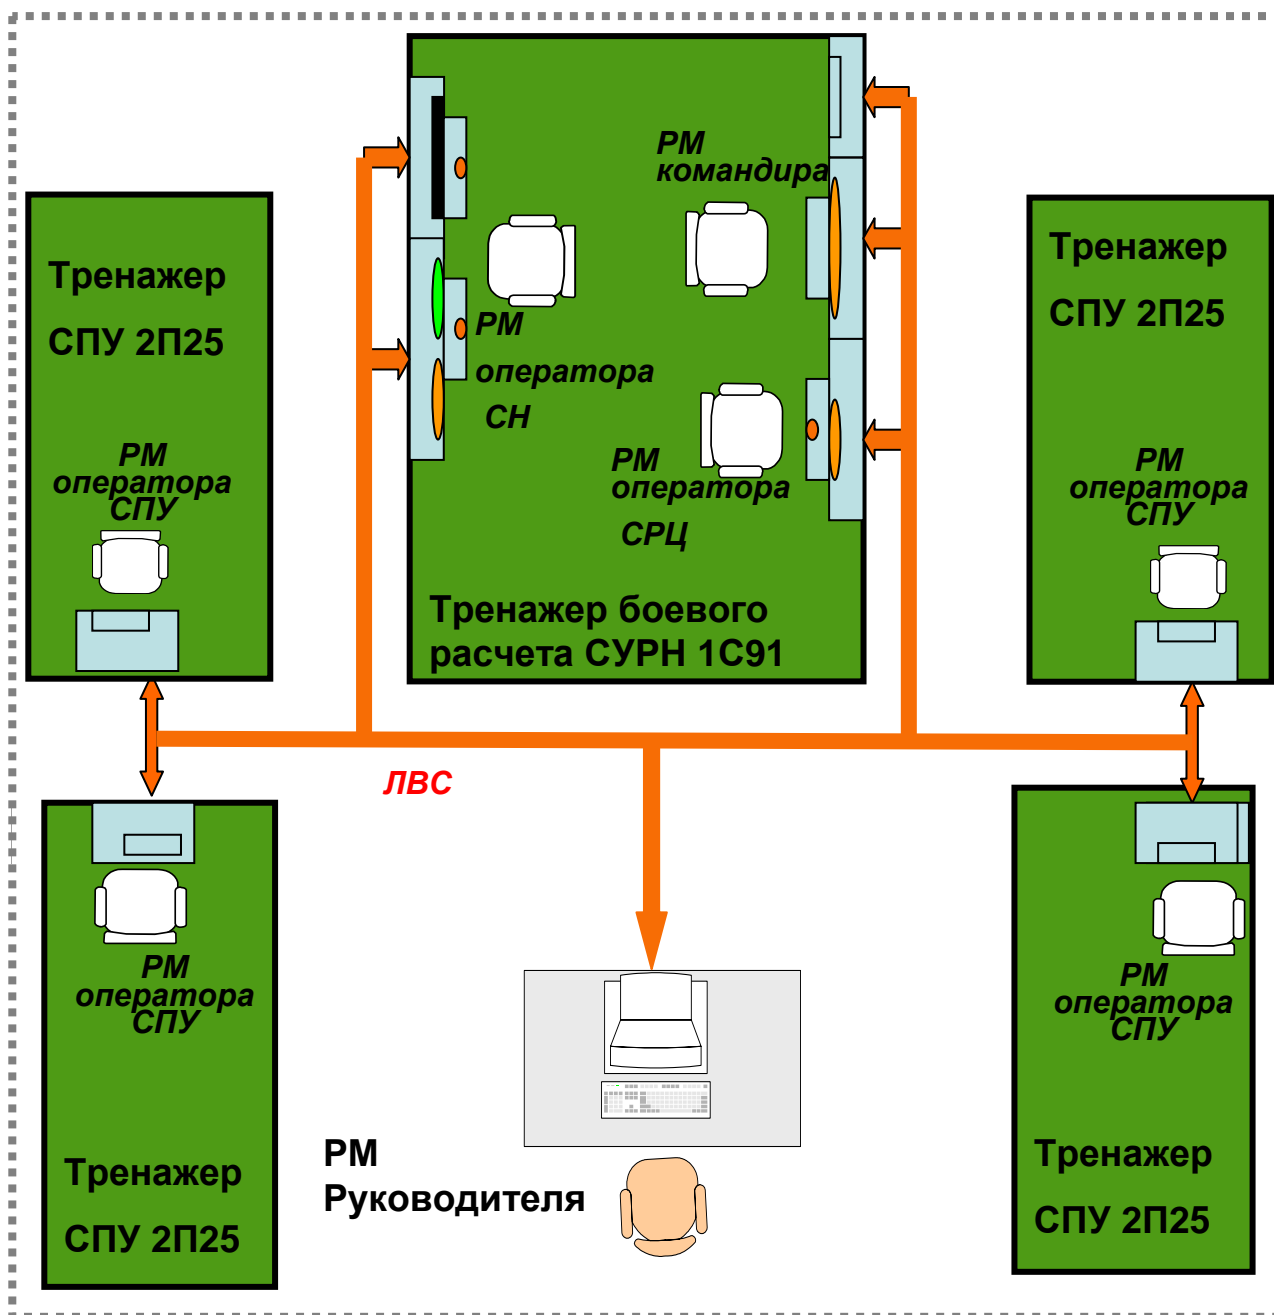 РМ
командира
РМ
оператора
СН
РМ
оператора
СРЦ
Тренажер боевого
расчета СУРН 1С91
Тренажер
СПУ 2П25
РМ
оператора
СПУ
Тренажер
СПУ 2П25
РМ
оператора
СПУ
ЛВС
РМ
оператора
СПУ
Тренажер
СПУ 2П25
РМ
Руководителя
РМ
оператора
СПУ
Тренажер
СПУ 2П25